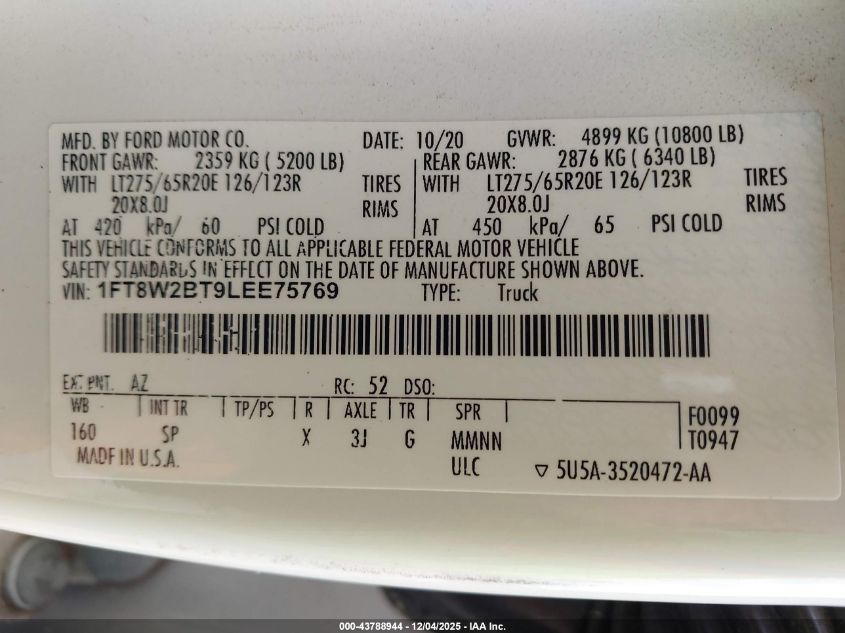 MFD. BY FORD MOTOR CO. DATE: 10/20 GVWR: 4899 KG (10800 LB)
FRONT GAWR: 2359 KG ( 5200 LB) REAR GAWR: 2876 KG ( 6340 LB)
WITH LT275/65R20E 126/123R TIRES WITH LT275/65R20E 126/123R TIRES
20X8.0J RIMS 20X8.0J RIMS
AT 420 kPa/ 60 PSI COLD AT 450 kPa/ 65 PSI COLD
THIS VEHICLE CONFORMS TO ALL APPLICABLE FEDERAL MOTOR VEHICLE
SAFETY STANDARDS IN EFFECT ON THE DATE OF MANUFACTURE SHOWN ABOVE.
VIN: 1FT8W2BT9LEE75769 TYPE: Truck
EXT PNT. AZ RC: 52 DSO:
WB INT TR TP/PS R AXLE TR SPR F0099
160 SP X 3J G MMNN T0947
MADE IN U.S.A. ULC ▽ 5U5A-3520472-AA
000-43788944 - 12/04/2025 - IAA Inc.